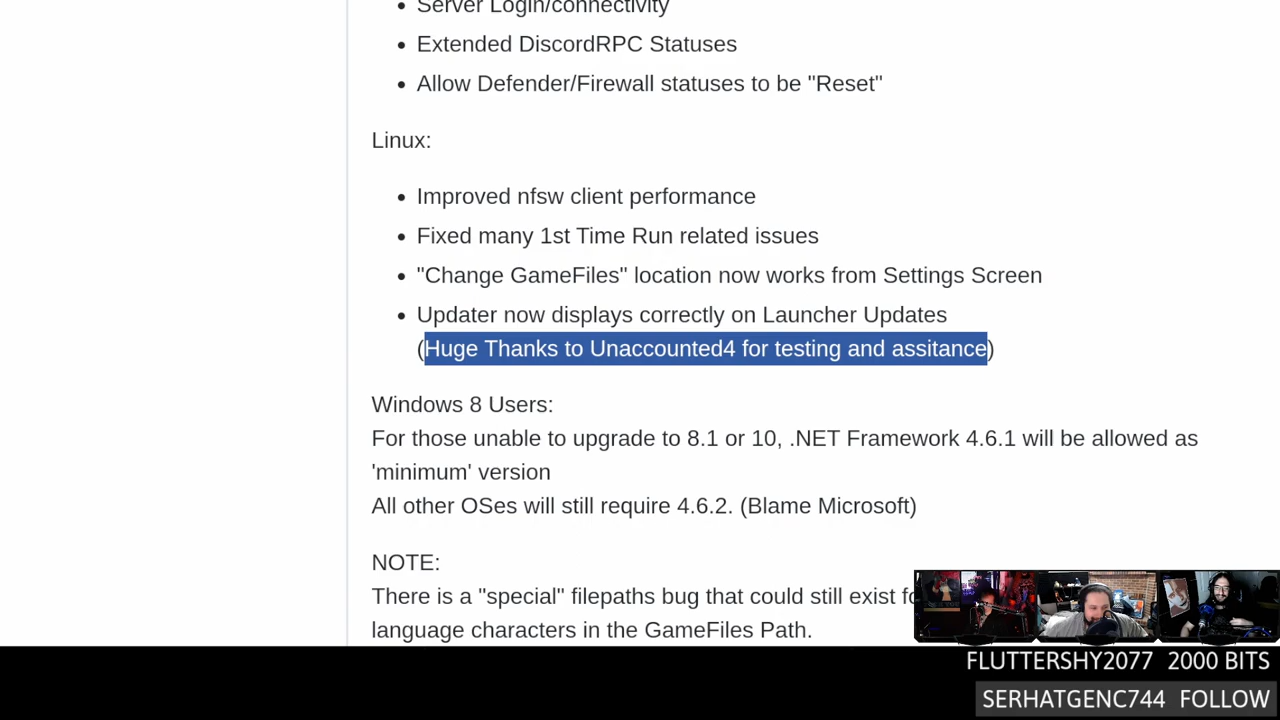 Server Login/connectivity
Extended DiscordRPC Statuses
Allow Defender/Firewall statuses to be "Reset"
Linux:
Improved nfsw client performance
Fixed many 1st Time Run related issues
"Change GameFiles" location now works from Settings Screen
Updater now displays correctly on Launcher Updates
(Huge Thanks to Unaccounted4 for testing and assitance)
Windows 8 Users:
For those unable to upgrade to 8.1 or 10, .NET Framework 4.6.1 will be allowed as
'minimum' version
All other OSes will still require 4.6.2. (Blame Microsoft)
NOTE:
There is a "special" filepaths bug that could still exist
language characters in the GameFiles Path.
FLUTTERSHY2077 2000 BITS
SERHATGENC744 FOLLOW